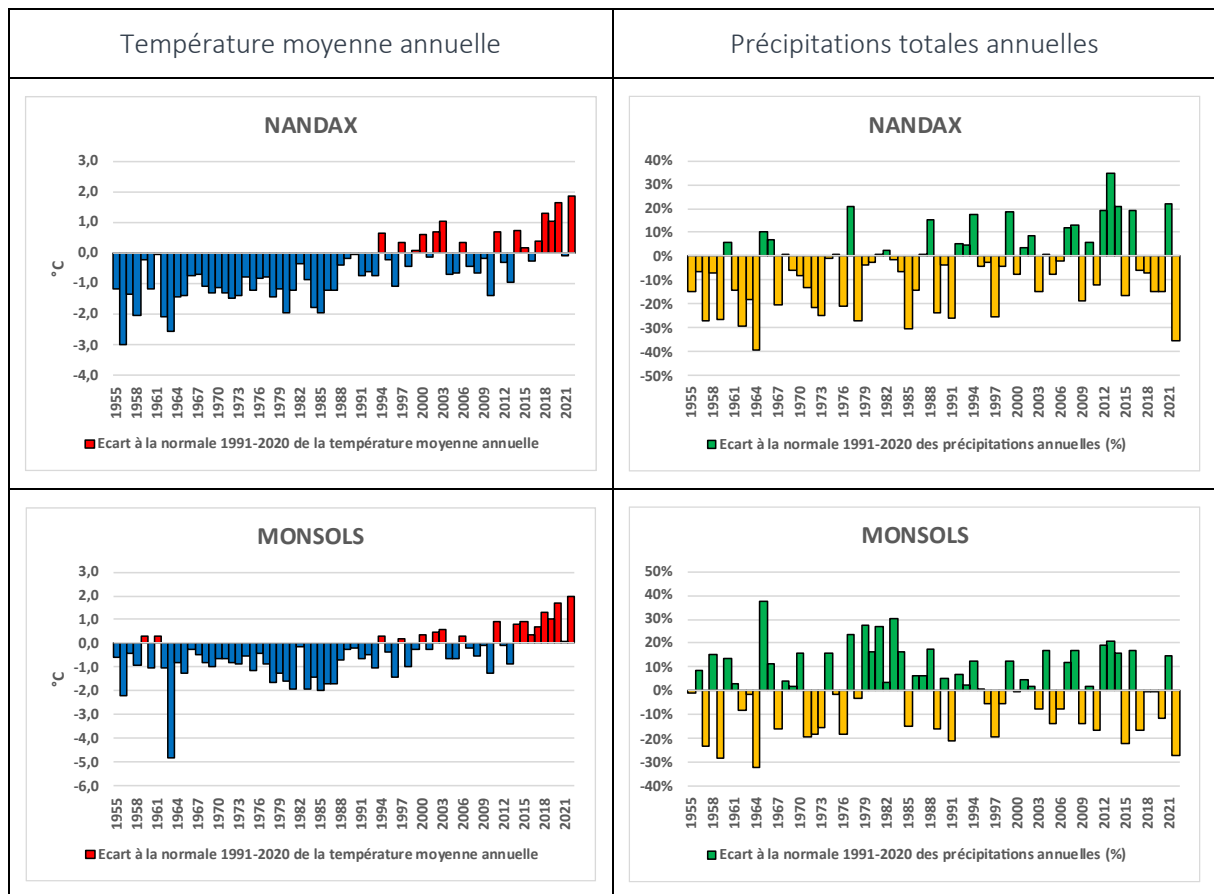 Température moyenne annuelle
Précipitations totales annuelles
NANDAX
3,0
2,0
1,0
0,0
-1,0
-2,0
-3,0
-4,0
°C
1955 1958 1961 1964 1967 1970 1973 1976 1979 1982 1985 1988 1991 1994 1997 2000 2003 2006 2009 2012 2015 2018 2021
Ecart à la normale 1991-2020 de la température moyenne annuelle
NANDAX
40%
30%
20%
10%
0%
-10%
-20%
-30%
-40%
-50%
1955 1958 1961 1964 1967 1970 1973 1976 1979 1982 1985 1988 1991 1994 1997 2000 2003 2006 2009 2012 2015 2018 2021
Ecart à la normale 1991-2020 des précipitations annuelles (%)
MONSOLS
3,0
2,0
1,0
0,0
-1,0
-2,0
-3,0
-4,0
-5,0
-6,0
°C
1955 1958 1961 1964 1967 1970 1973 1976 1979 1982 1985 1988 1991 1994 1997 2000 2003 2006 2009 2012 2015 2018 2021
Ecart à la normale 1991-2020 de la température moyenne annuelle
MONSOLS
50%
40%
30%
20%
10%
0%
-10%
-20%
-30%
-40%
1955 1958 1961 1964 1967 1970 1973 1976 1979 1982 1985 1988 1991 1994 1997 2000 2003 2006 2009 2012 2015 2018 2021
Ecart à la normale 1991-2020 des précipitations annuelles (%)